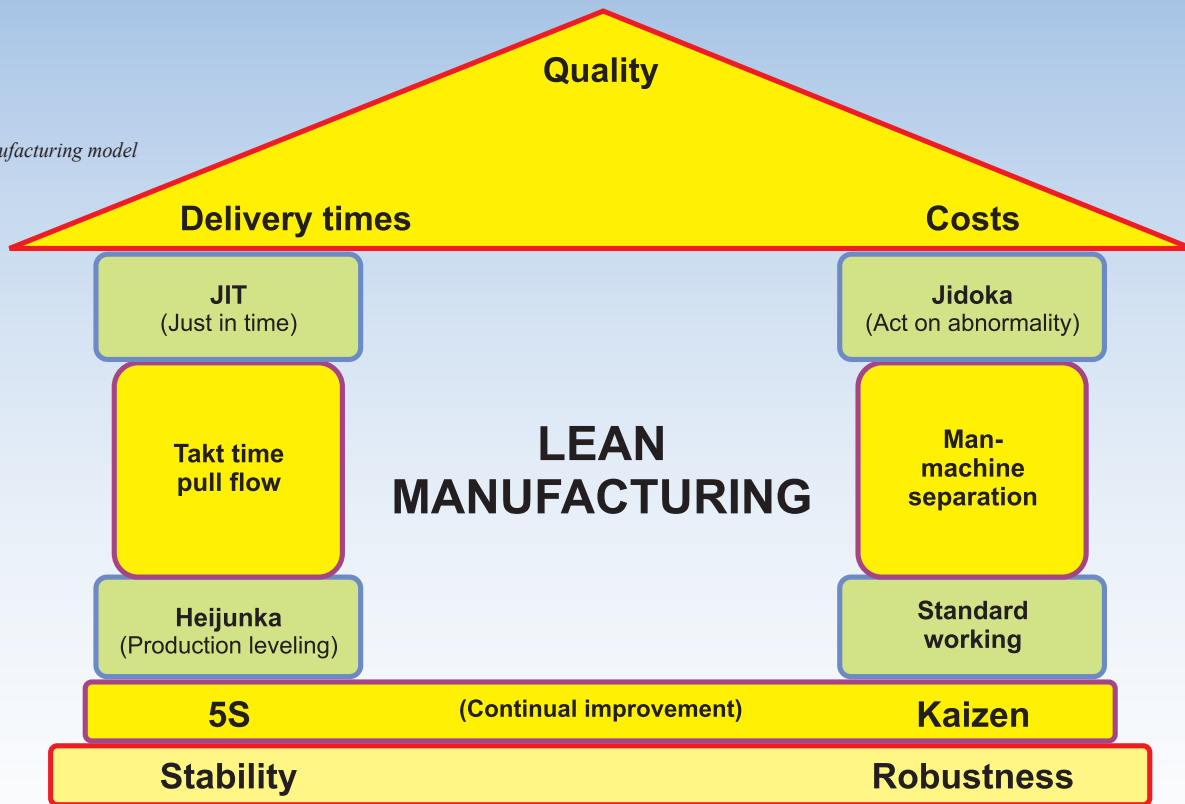 Quality
ufacturing model
Delivery times
Costs
JIT
(Just in time)
Jidoka
(Act on abnormality)
Takt time
pull flow
LEAN
MANUFACTURING
Man-
machine
separation
Heijunka
(Production leveling)
Standard
working
5S
(Continual improvement)
Kaizen
Stability
Robustness